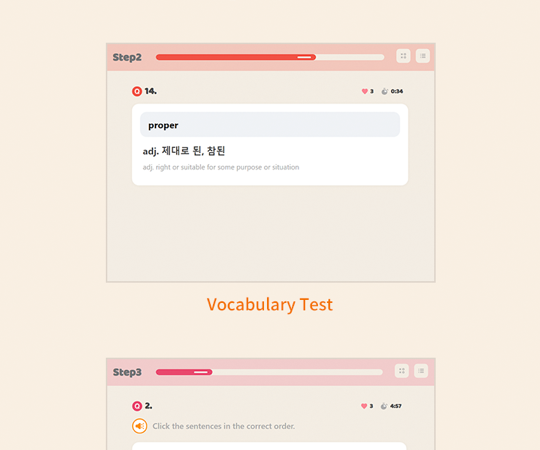 Step2
Q 14.
3 0:34
proper
adj. 제대로 된, 참된
adj. right or suitable for some purpose or situation
Vocabulary Test
Step3
Q 2.
3 4:57
Click the sentences in the correct order.